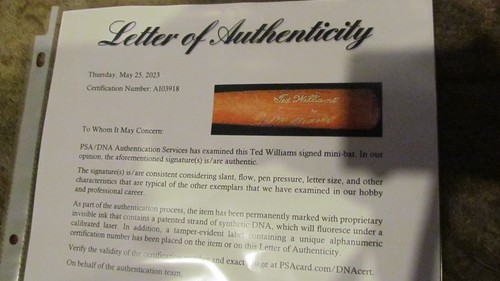 Letter of Authenticity
Thursday, May 25, 2023
Certification Number: AI03918
Ted Williams
To Whom It May Concern:
PSA/DNA Authentication Services has examined this Ted Williams signed mini-bat. In our
opinion, the aforementioned signature(s) is/are authentic.
The signature(s) is/are consistent considering slant, flow, pen pressure, letter size, and other
characteristics that are typical of the other exemplars that we have examined in our hobby
and professional career.
As part of the authentication process, the item has been permanently marked with proprietary
invisible ink that contains a patented strand of synthetic DNA, which will fluoresce under a
calibrated laser. In addition, a tamper-evident label containing a unique alphanumeric
certification number has been placed on the item or on this Letter of Authenticity.
Verify the validity of the certification and exact image at PSAcard.com/DNAcert.
On behalf of the authentication team